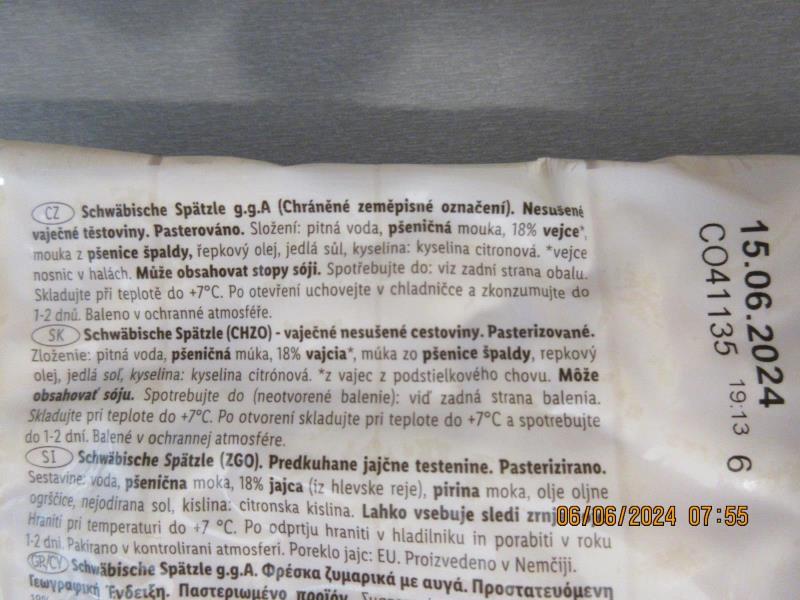 CZ Schwäbische Spätzle g.g.A (Chráněné zeměpisné označení). Nesušené
vaječné těstoviny. Pasterováno. Složení: pitná voda, pšeničná mouka, 18% vejce*,
mouka z pšenice špaldy, řepkový olej, jedlá sůl, kyselina: kyselina citronová. *vejce
nosnic v halách. Může obsahovat stopy sóji. Spotřebujte do: viz zadní strana obalu.
Skladujte při teplotě do +7°C. Po otevření uchovejte v chladničce a zkonzumujte do
1-2 dnů. Baleno v ochranné atmosféře.
SK Schwäbische Spätzle (CHZO) - vaječné nesušené cestoviny. Pasterizované.
Zloženie: pitná voda, pšeničná múka, 18% vajcia*, múka zo pšenice špaldy, repkový
olej, jedlá soľ, kyselina: kyselina citrónová. *z vajec z podstielkového chovu. Môže
obsahovať sóju. Spotrebujte do (neotvorené balenie): viď zadná strana balenia.
Skladujte pri teplote do +7°C. Po otvorení skladujte pri teplote do +7°C a spotrebujte
do 1-2 dní. Balené v ochrannej atmosfére.
SI Schwäbische Spätzle (ZGO). Predkuhane jajčne testenine. Pasterizirano.
Sestavine: voda, pšenična moka, 18% jajca (iz hlevske reje), pirina moka, olje oljne
ogrščice, nejodirana sol, kislina: citronska kislina. Lahko vsebuje sledi
Hraniti pri temperaturi do +7 °C. Po odprtju hraniti v hladilniku in porabiti v roku
1-2 dni. Pakirano v kontrolirani atmosferi. Poreklo jajc: EU. Proizvedeno v Nemčiji.
GR/CY Schwäbische Spätzle g.g.A. Φρέσκα ζυμαρικά με αυγά. Προστατευόμενη
Γεωγραφική Ένδειξη. Παστεριωμένο προϊόν.
15.06.2024
CO41135 19:13 6
06/06/2024 07:55